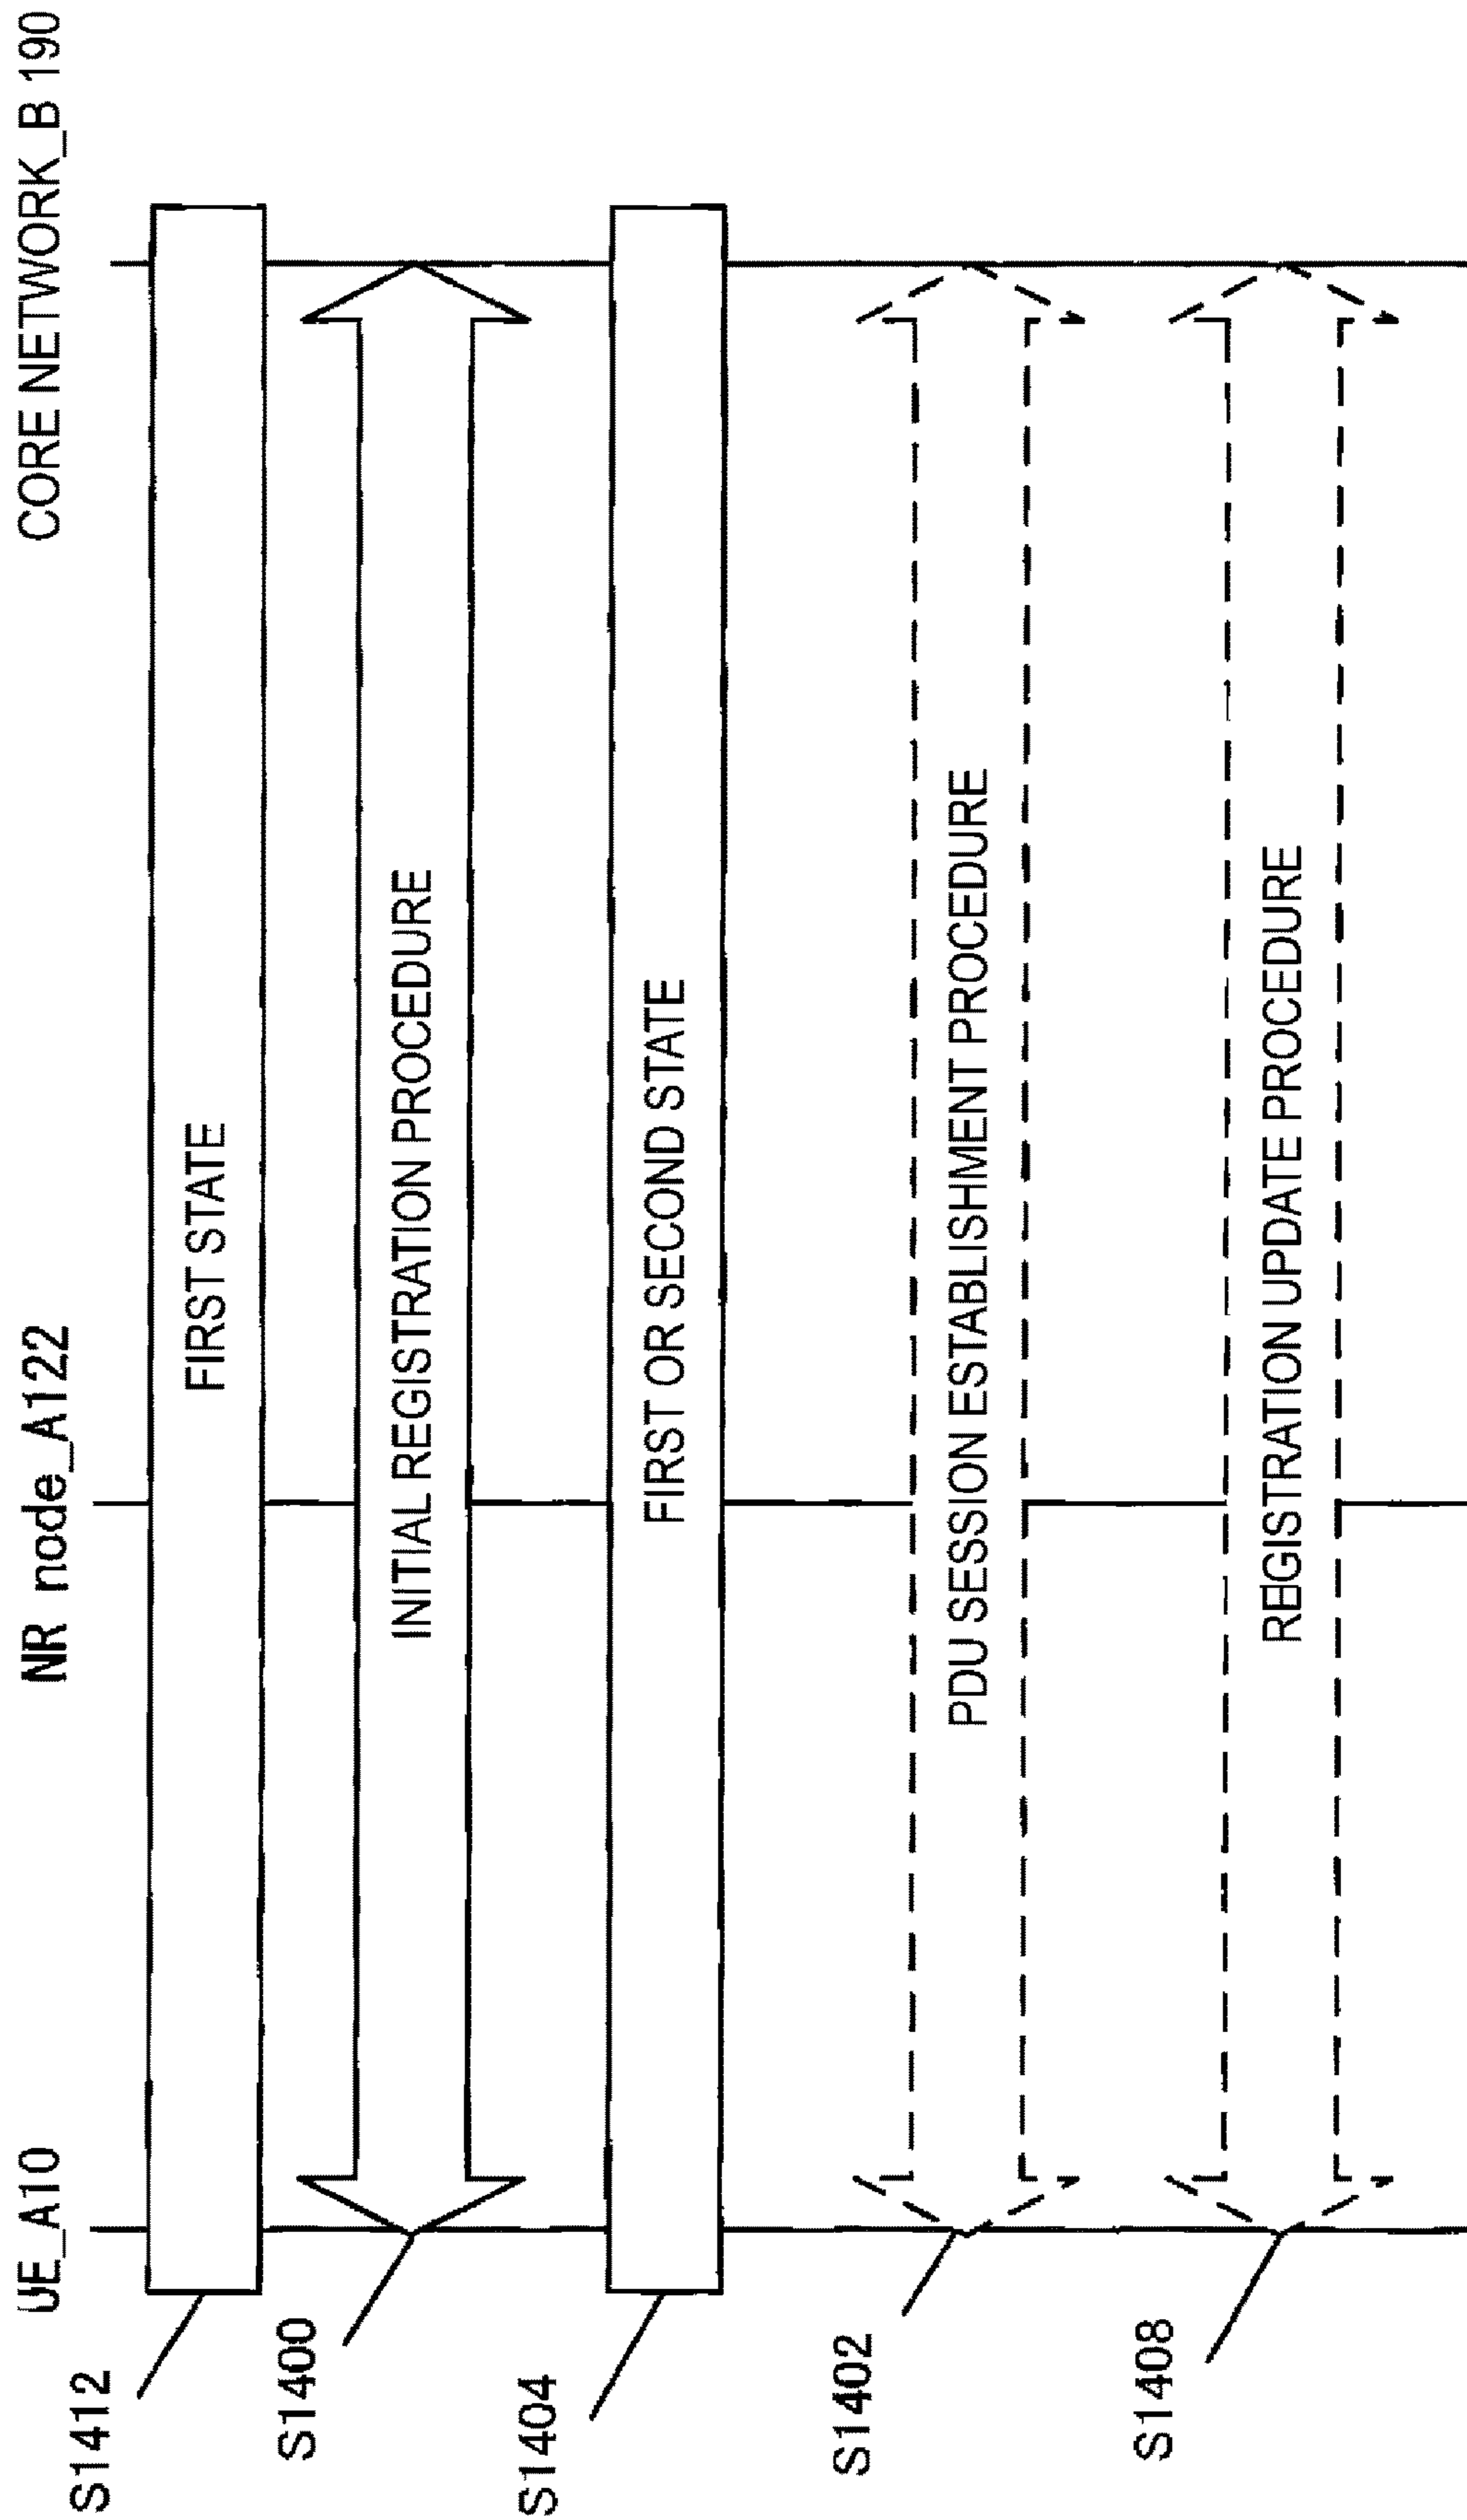 UE_A10
NR node_A122
CORE NETWORK_B 190
S1412
FIRST STATE
S1400
INITIAL REGISTRATION PROCEDURE
S1404
FIRST OR SECOND STATE
S1402
PDU SESSION ESTABLISHMENT PROCEDURE
S1408
REGISTRATION UPDATE PROCEDURE